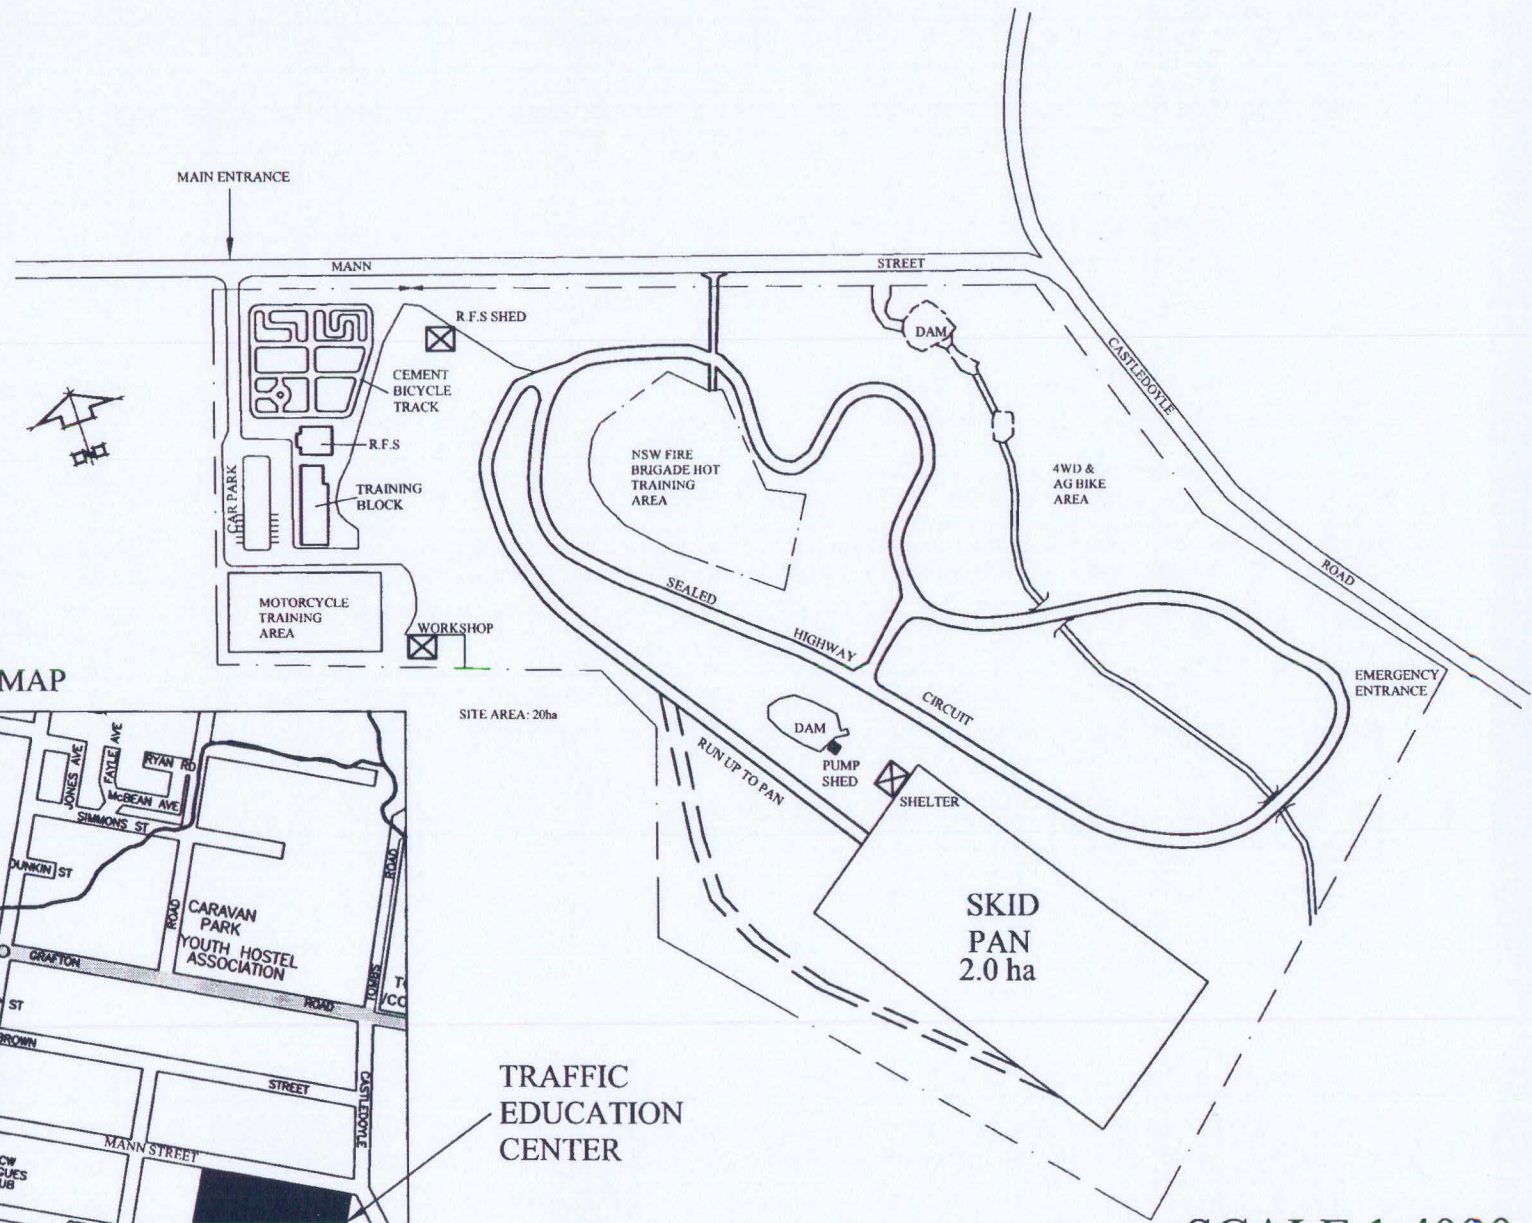 MAIN ENTRANCE
MANN
STREET
R.F.S SHED
DAM
CASTLEDOYLE
CEMENT
BICYCLE
TRACK
R.F.S
NSW FIRE
BRIGADE HOT
TRAINING
AREA
4WD &
AG BIKE
AREA
CAR PARK
TRAINING
BLOCK
ROAD
SEALED
MOTORCYCLE
TRAINING
AREA
HIGHWAY
WORKSHOP
EMERGENCY
ENTRANCE
MAP
SITE AREA: 20ha
CIRCUIT
DAM
RUN UP TO PAN
PUMP
SHED
SHELTER
SKID
PAN
2.0 ha
JONES AVE
FAYLE AVE
RYAN RD
McBEAN AVE
SIMMONS ST
DUNKIN ST
ROAD
ROAD
CARAVAN
PARK
YOUTH HOSTEL
ASSOCIATION
GRAFTON
ROAD
TOMBS
ST
BROWN
STREET
CASTLEDOYLE
MANN STREET
TRAFFIC
EDUCATION
CENTER